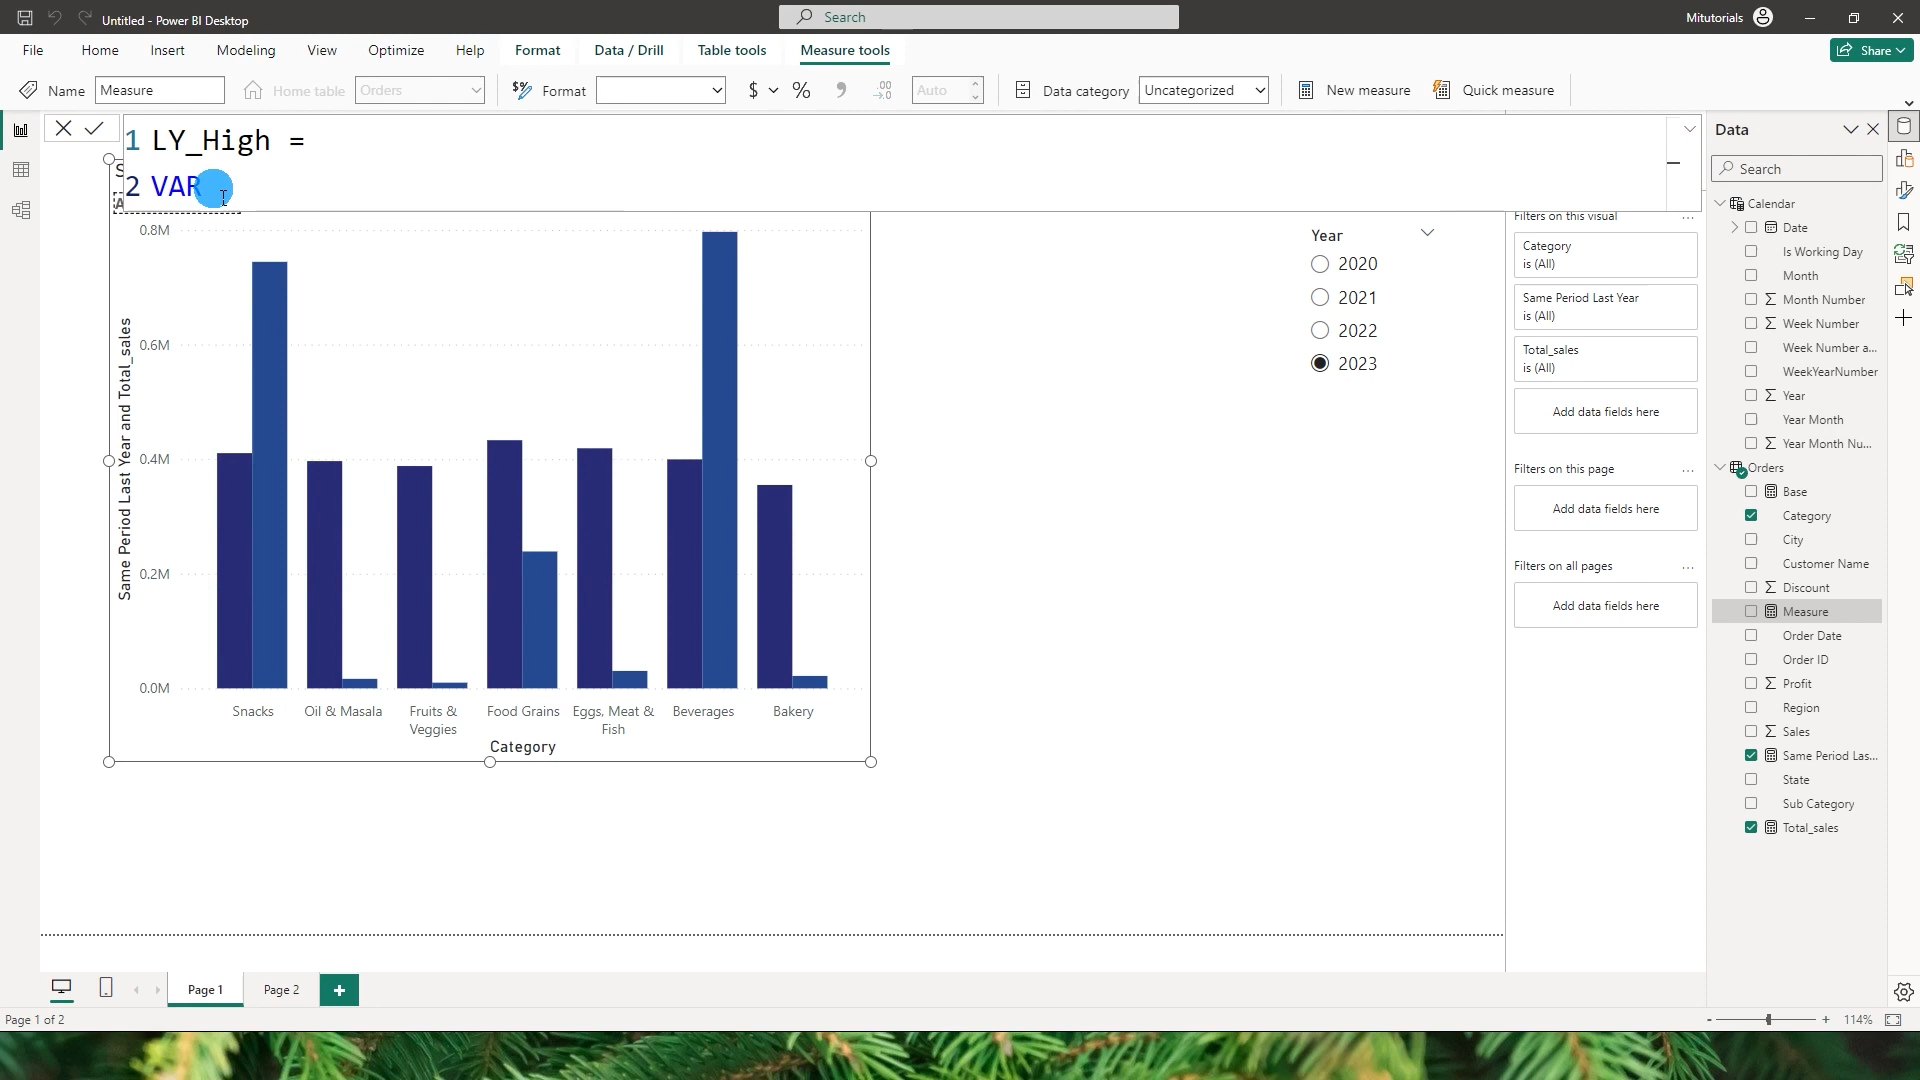 Untitled - Power BI Desktop
Search
Mitutorials
File Home Insert Modeling View Optimize Help Format Data / Drill Table tools Measure tools
Share
Name Measure
Home table Orders
Format
$ % Auto
Data category Uncategorized
New measure
Quick measure
1 LY_High =
2 VAR
Year
2020
2021
2022
2023
Same Period Last Year and Total_sales
0.8M
0.6M
0.4M
0.2M
0.0M
Snacks
Oil & Masala
Fruits &
Veggies
Food Grains
Eggs, Meat &
Fish
Beverages
Bakery
Category
Filters on this visual
Category
is (All)
Same Period Last Year
is (All)
Total_sales
is (All)
Add data fields here
Filters on this page
Add data fields here
Filters on all pages
Add data fields here
Data
Search
Calendar
Date
Is Working Day
Month
Month Number
Week Number
Week Number a...
WeekYearNumber
Year
Year Month
Year Month Nu...
Orders
Base
Category
City
Customer Name
Discount
Measure
Order Date
Order ID
Profit
Region
Sales
Same Period Las...
State
Sub Category
Total_sales
Page 1
Page 2
Page 1 of 2
- + 114%